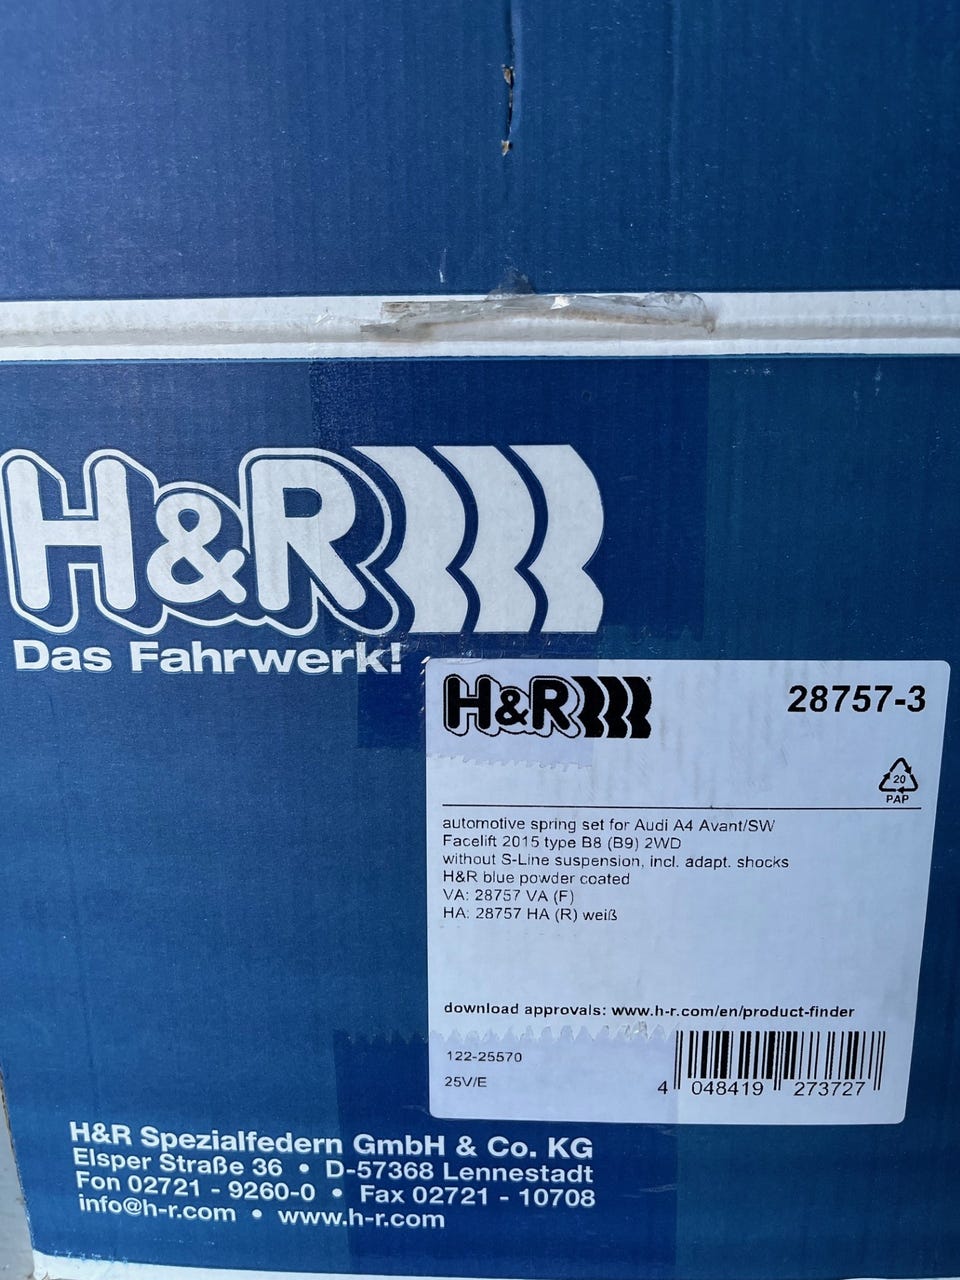 H&R
Das Fahrwerk!
H&R®
28757-3
20
PAP
automotive spring set for Audi A4 Avant/SW
Facelift 2015 type B8 (B9) 2WD
without S-Line suspension, incl. adapt. shocks
H&R blue powder coated
VA: 28757 VA (F)
HA: 28757 HA (R) weiß
download approvals: www.h-r.com/en/product-finder
122-25570
25V/E
4 048419 273727
H&R Spezialfedern GmbH & Co. KG
Elsper Straße 36 • D-57368 Lennestadt
Fon 02721 - 9260-0 • Fax 02721 - 10708
info@h-r.com • www.h-r.com